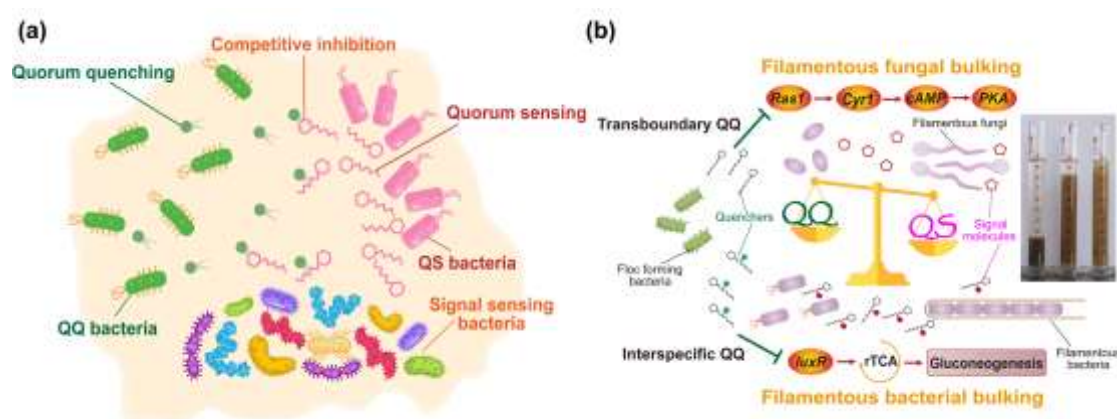 (a)
Competitive inhibition
Quorum quenching
Quorum sensing
QS bacteria
Signal sensing
bacteria
QQ bacteria
(b)
Filamentous fungal bulking
Ras1
Cyr1
cAMP
PKA
Transboundary QQ
Filamentous fungi
QQ
QS
Quenchers
Signal
molecules
Floc forming
bacteria
Interspecific QQ
luxR
rTCA
Gluconeogenesis
Filamentous
bacteria
Filamentous bacterial bulking